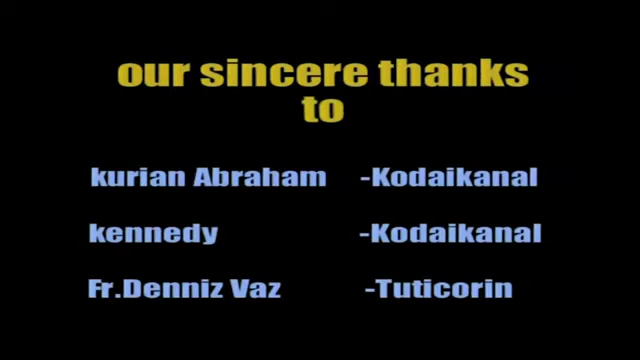 our sincere thanks
to
kurian Abraham -Kodaikanal
kennedy -Kodaikanal
Fr.Denniz Vaz -Tuticorin